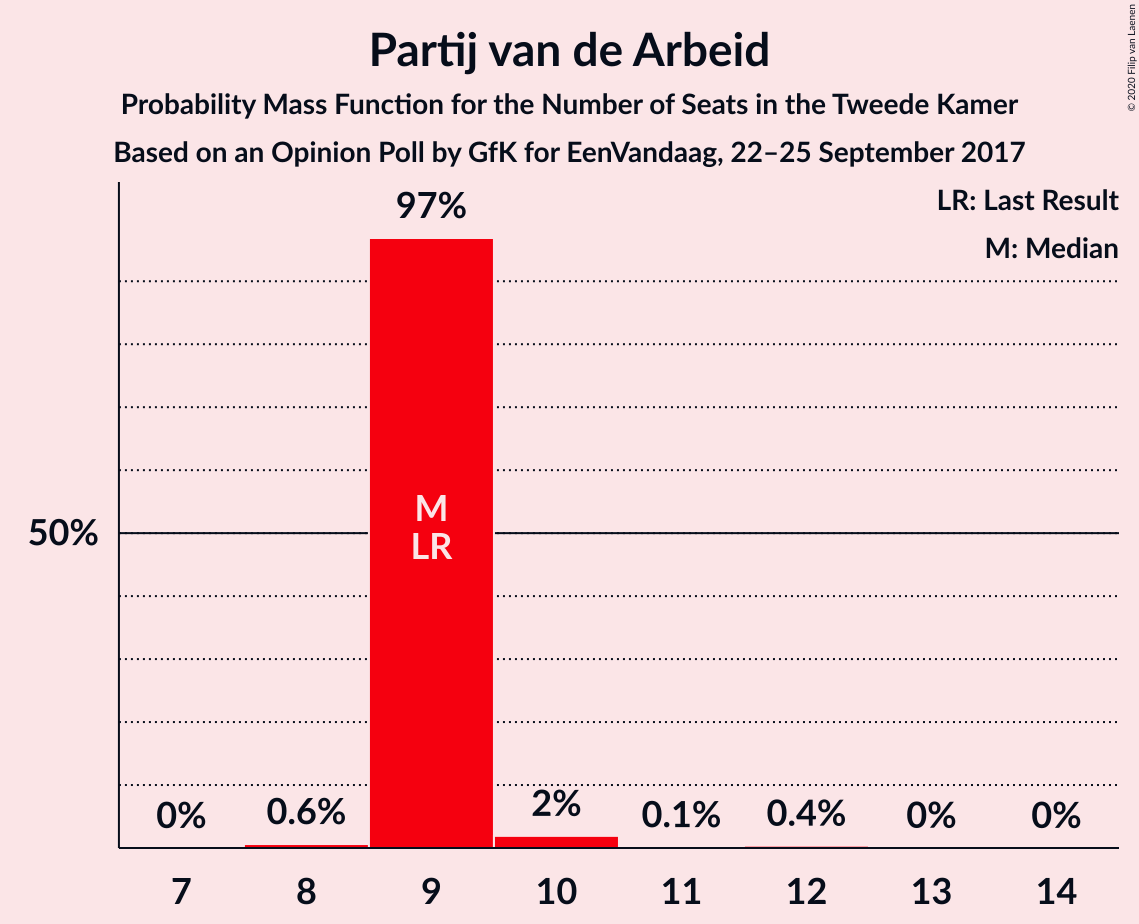 Partij van de Arbeid
Probability Mass Function for the Number of Seats in the Tweede Kamer
Based on an Opinion Poll by GfK for EenVandaag, 22–25 September 2017
© 2020 Filip van Laenen
LR: Last Result
M: Median
97%
50%
M
LR
0%
0.6%
2%
0.1%
0.4%
0%
0%
7
8
9
10
11
12
13
14